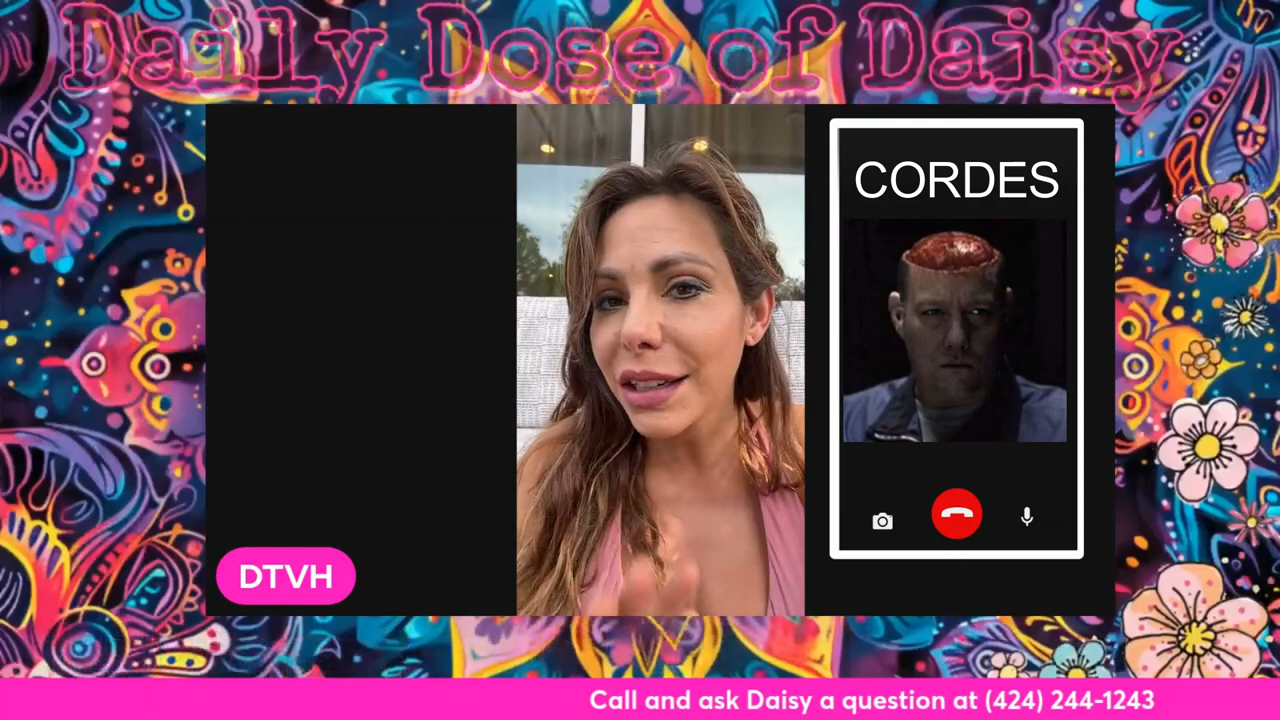 Daily Dose of Daisy
CORDES
DTVH
Call and ask Daisy a question at (424) 244-1243